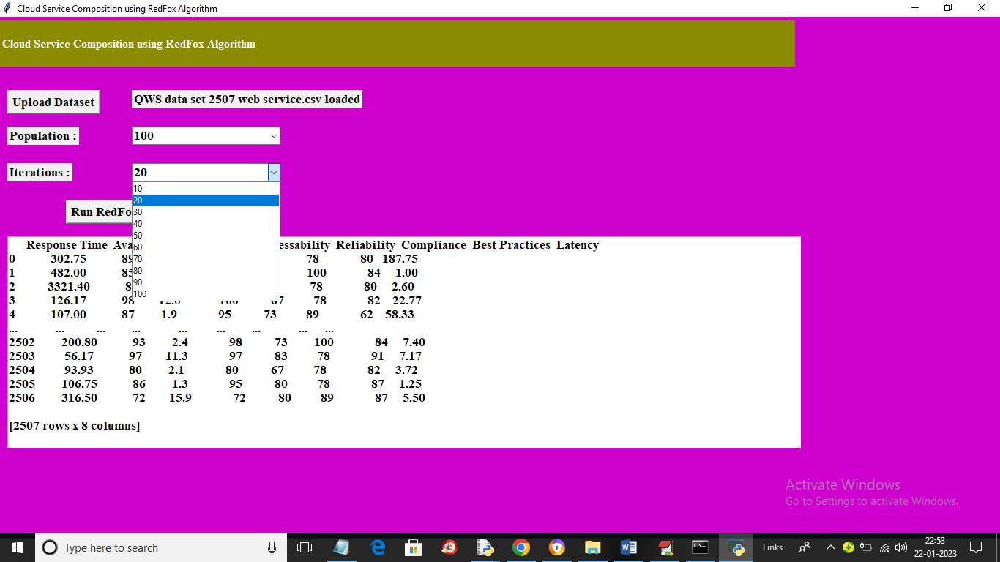 Cloud Service Composition using RedFox Algorithm
Cloud Service Composition using RedFox Algorithm
Upload Dataset
QWS data set 2507 web service.csv loaded
Population :
100
Iterations :
20
10
20
30
40
50
60
70
80
90
100
Run RedFo
Response Time Ava essability Reliability Compliance Best Practices Latency
0 302.75 89 78 80 187.75
1 482.00 85 100 84 1.00
2 3321.40 8 78 80 2.60
3 126.17 98 12.0 100 67 78 82 22.77
4 107.00 87 1.9 95 73 89 62 58.33
... ... ... ... ... ... ... ... ...
2502 200.80 93 2.4 98 73 100 84 7.40
2503 56.17 97 11.3 97 83 78 91 7.17
2504 93.93 80 2.1 80 67 78 82 3.72
2505 106.75 86 1.3 95 80 78 87 1.25
2506 316.50 72 15.9 72 80 89 87 5.50
[2507 rows x 8 columns]
Activate Windows
Go to Settings to activate Windows.
Type here to search
Links
22:53
22-01-2023